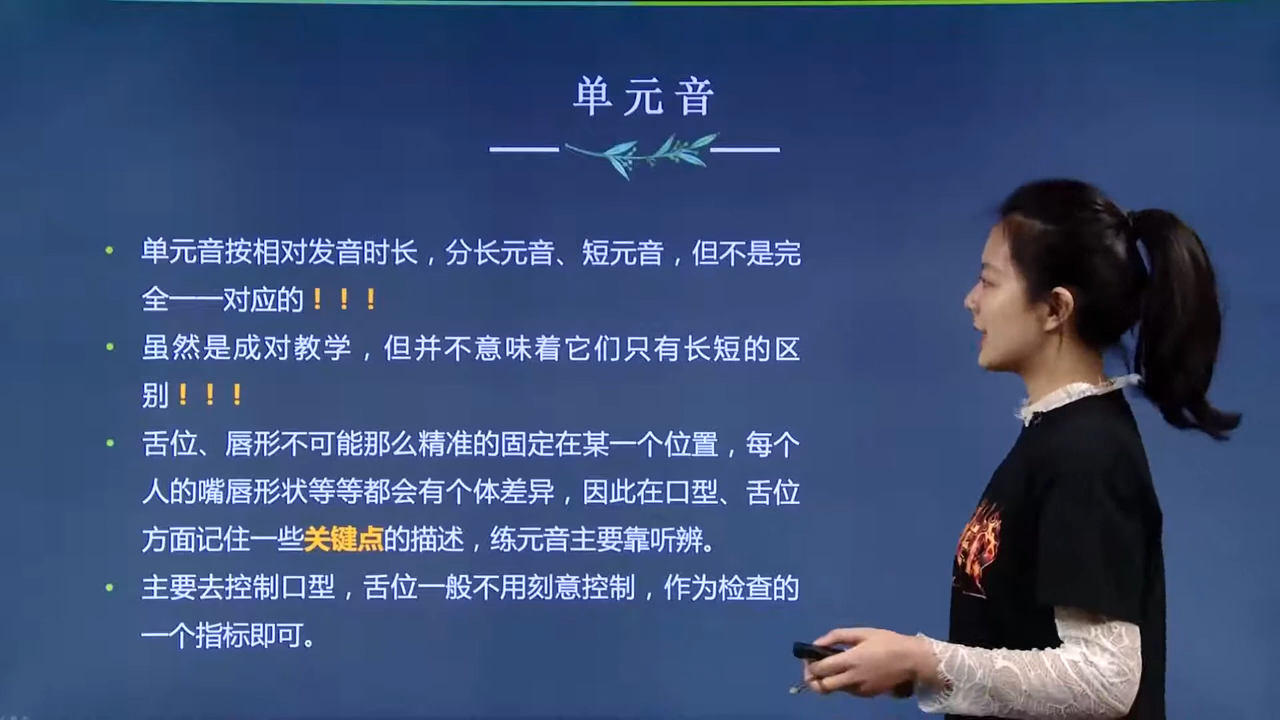 单元音
单元音按相对发音时长，分长元音、短元音，但不是完
全一一对应的！！！
虽然是成对教学，但并不意味着它们只有长短的区
别！！！
舌位、唇形不可能那么精准的固定在某一个位置，每个
人的嘴唇形状等等都会有个体差异，因此在口型、舌位
方面记住一些关键点的描述，练元音主要靠听辨。
主要去控制口型，舌位一般不用刻意控制，作为检查的
一个指标即可。